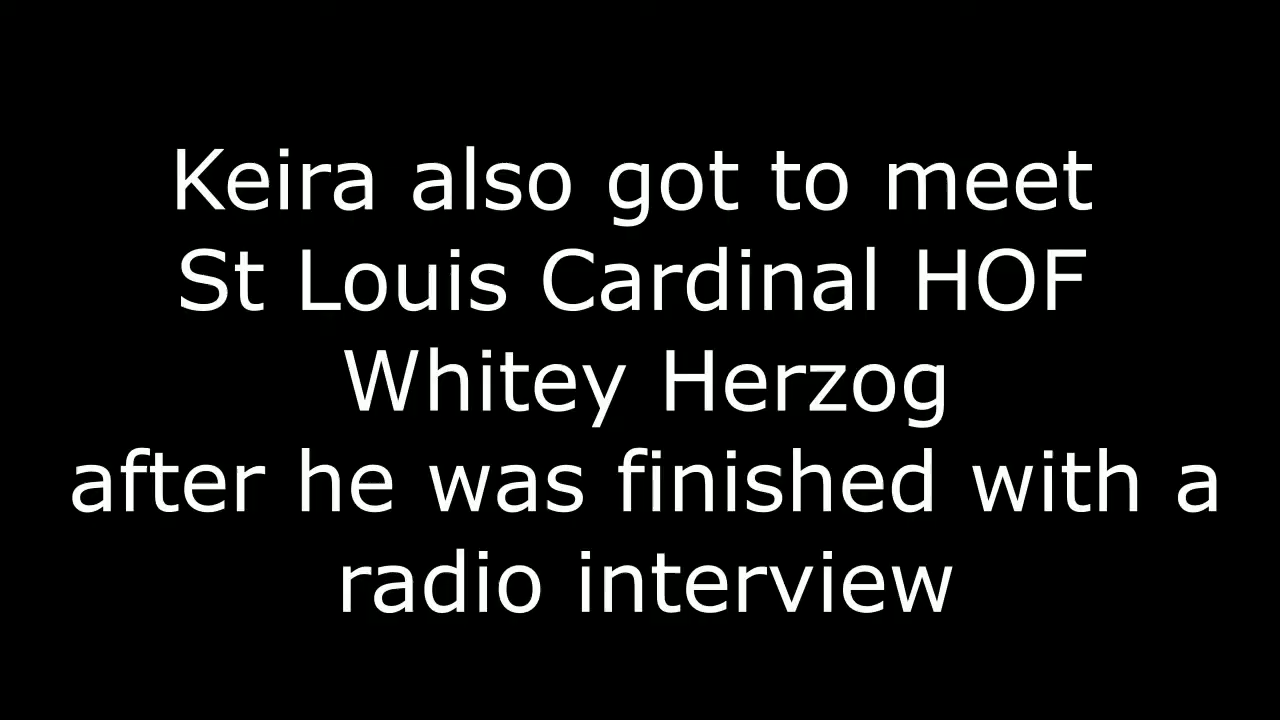 Keira also got to meet
St Louis Cardinal HOF
Whitey Herzog
after he was finished with a
radio interview